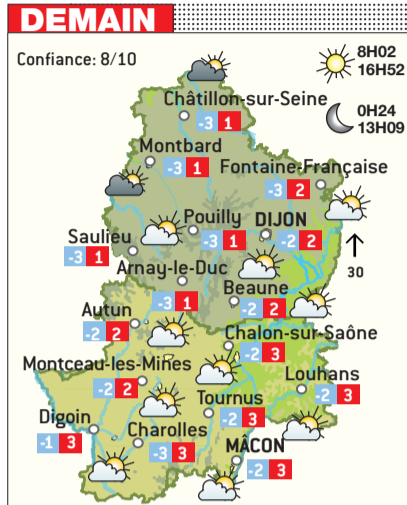 DEMAIN
Confiance: 8/10
8H02
16H52
0H24
13H09
Châtillon-sur-Seine
-3 1
Montbard
-3 1
Fontaine-Française
-3 2
Pouilly
-3 1
DIJON
-2 2
Saulieu
-3 1
30
Arnay-le-Duc
-3 1
Beaune
-2 2
Autun
-2 2
Chalon-sur-Saône
-2 3
Montceau-les-Mines
-2 2
Louhans
-2 3
Tournus
-2 3
Digoin
-1 3
Charolles
-3 3
MÂCON
-2 3